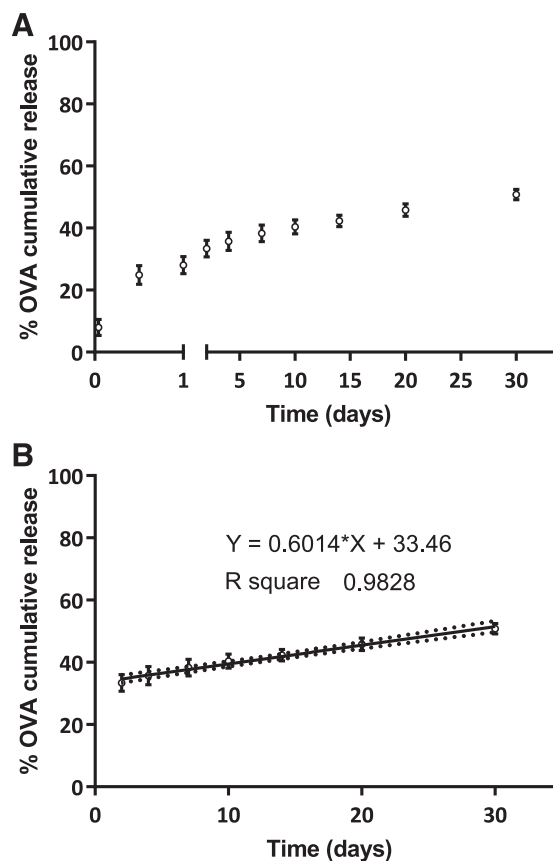 A
% OVA cumulative release
100
80
60
40
20
0
0 1 5 10 15 20 25 30
Time (days)
B
% OVA cumulative release
100
80
60
40
20
0
Y = 0.6014*X + 33.46
R square 0.9828
0 10 20 30
Time (days)